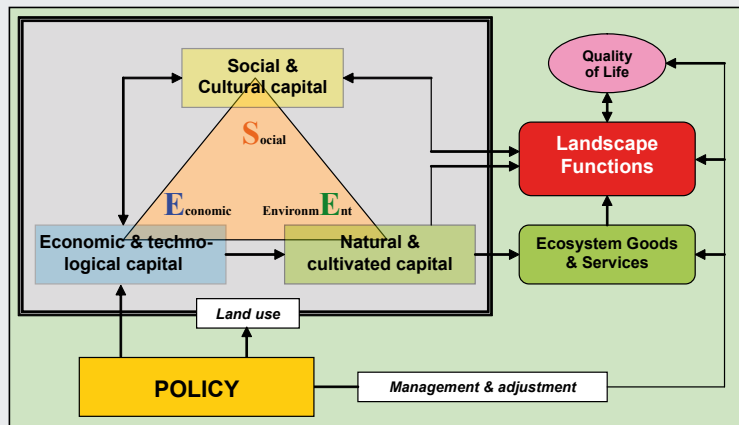 Social &
Cultural capital
Quality
of Life
Social
Landscape
Functions
Economic
EnvironmEnt
Economic & techno-
logical capital
Natural &
cultivated capital
Ecosystem Goods
& Services
Land use
POLICY
Management & adjustment